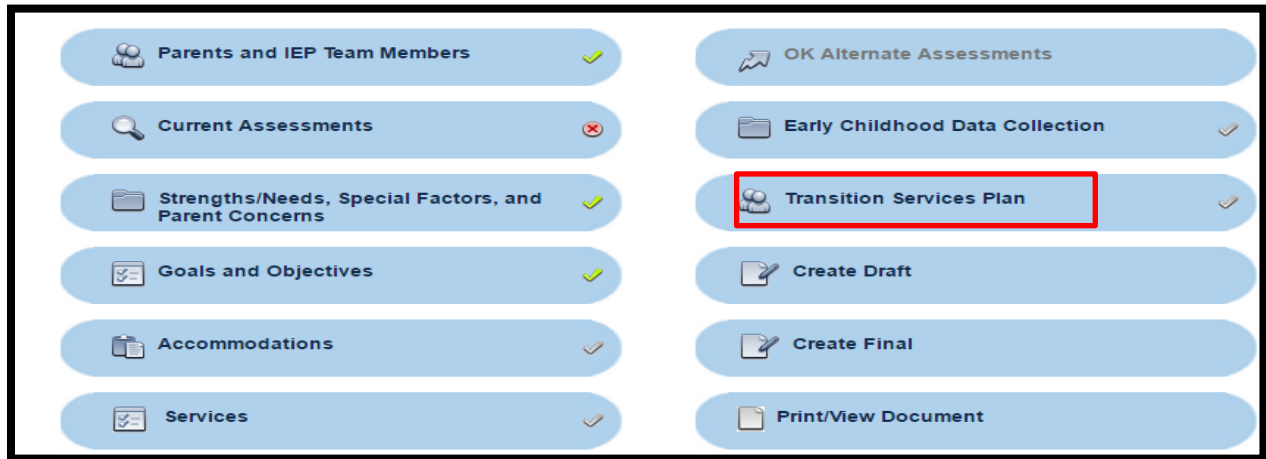 Parents and IEP Team Members
Current Assessments
Strengths/Needs, Special Factors, and
Parent Concerns
Goals and Objectives
Accommodations
Services
OK Alternate Assessments
Early Childhood Data Collection
Transition Services Plan
Create Draft
Create Final
Print/View Document